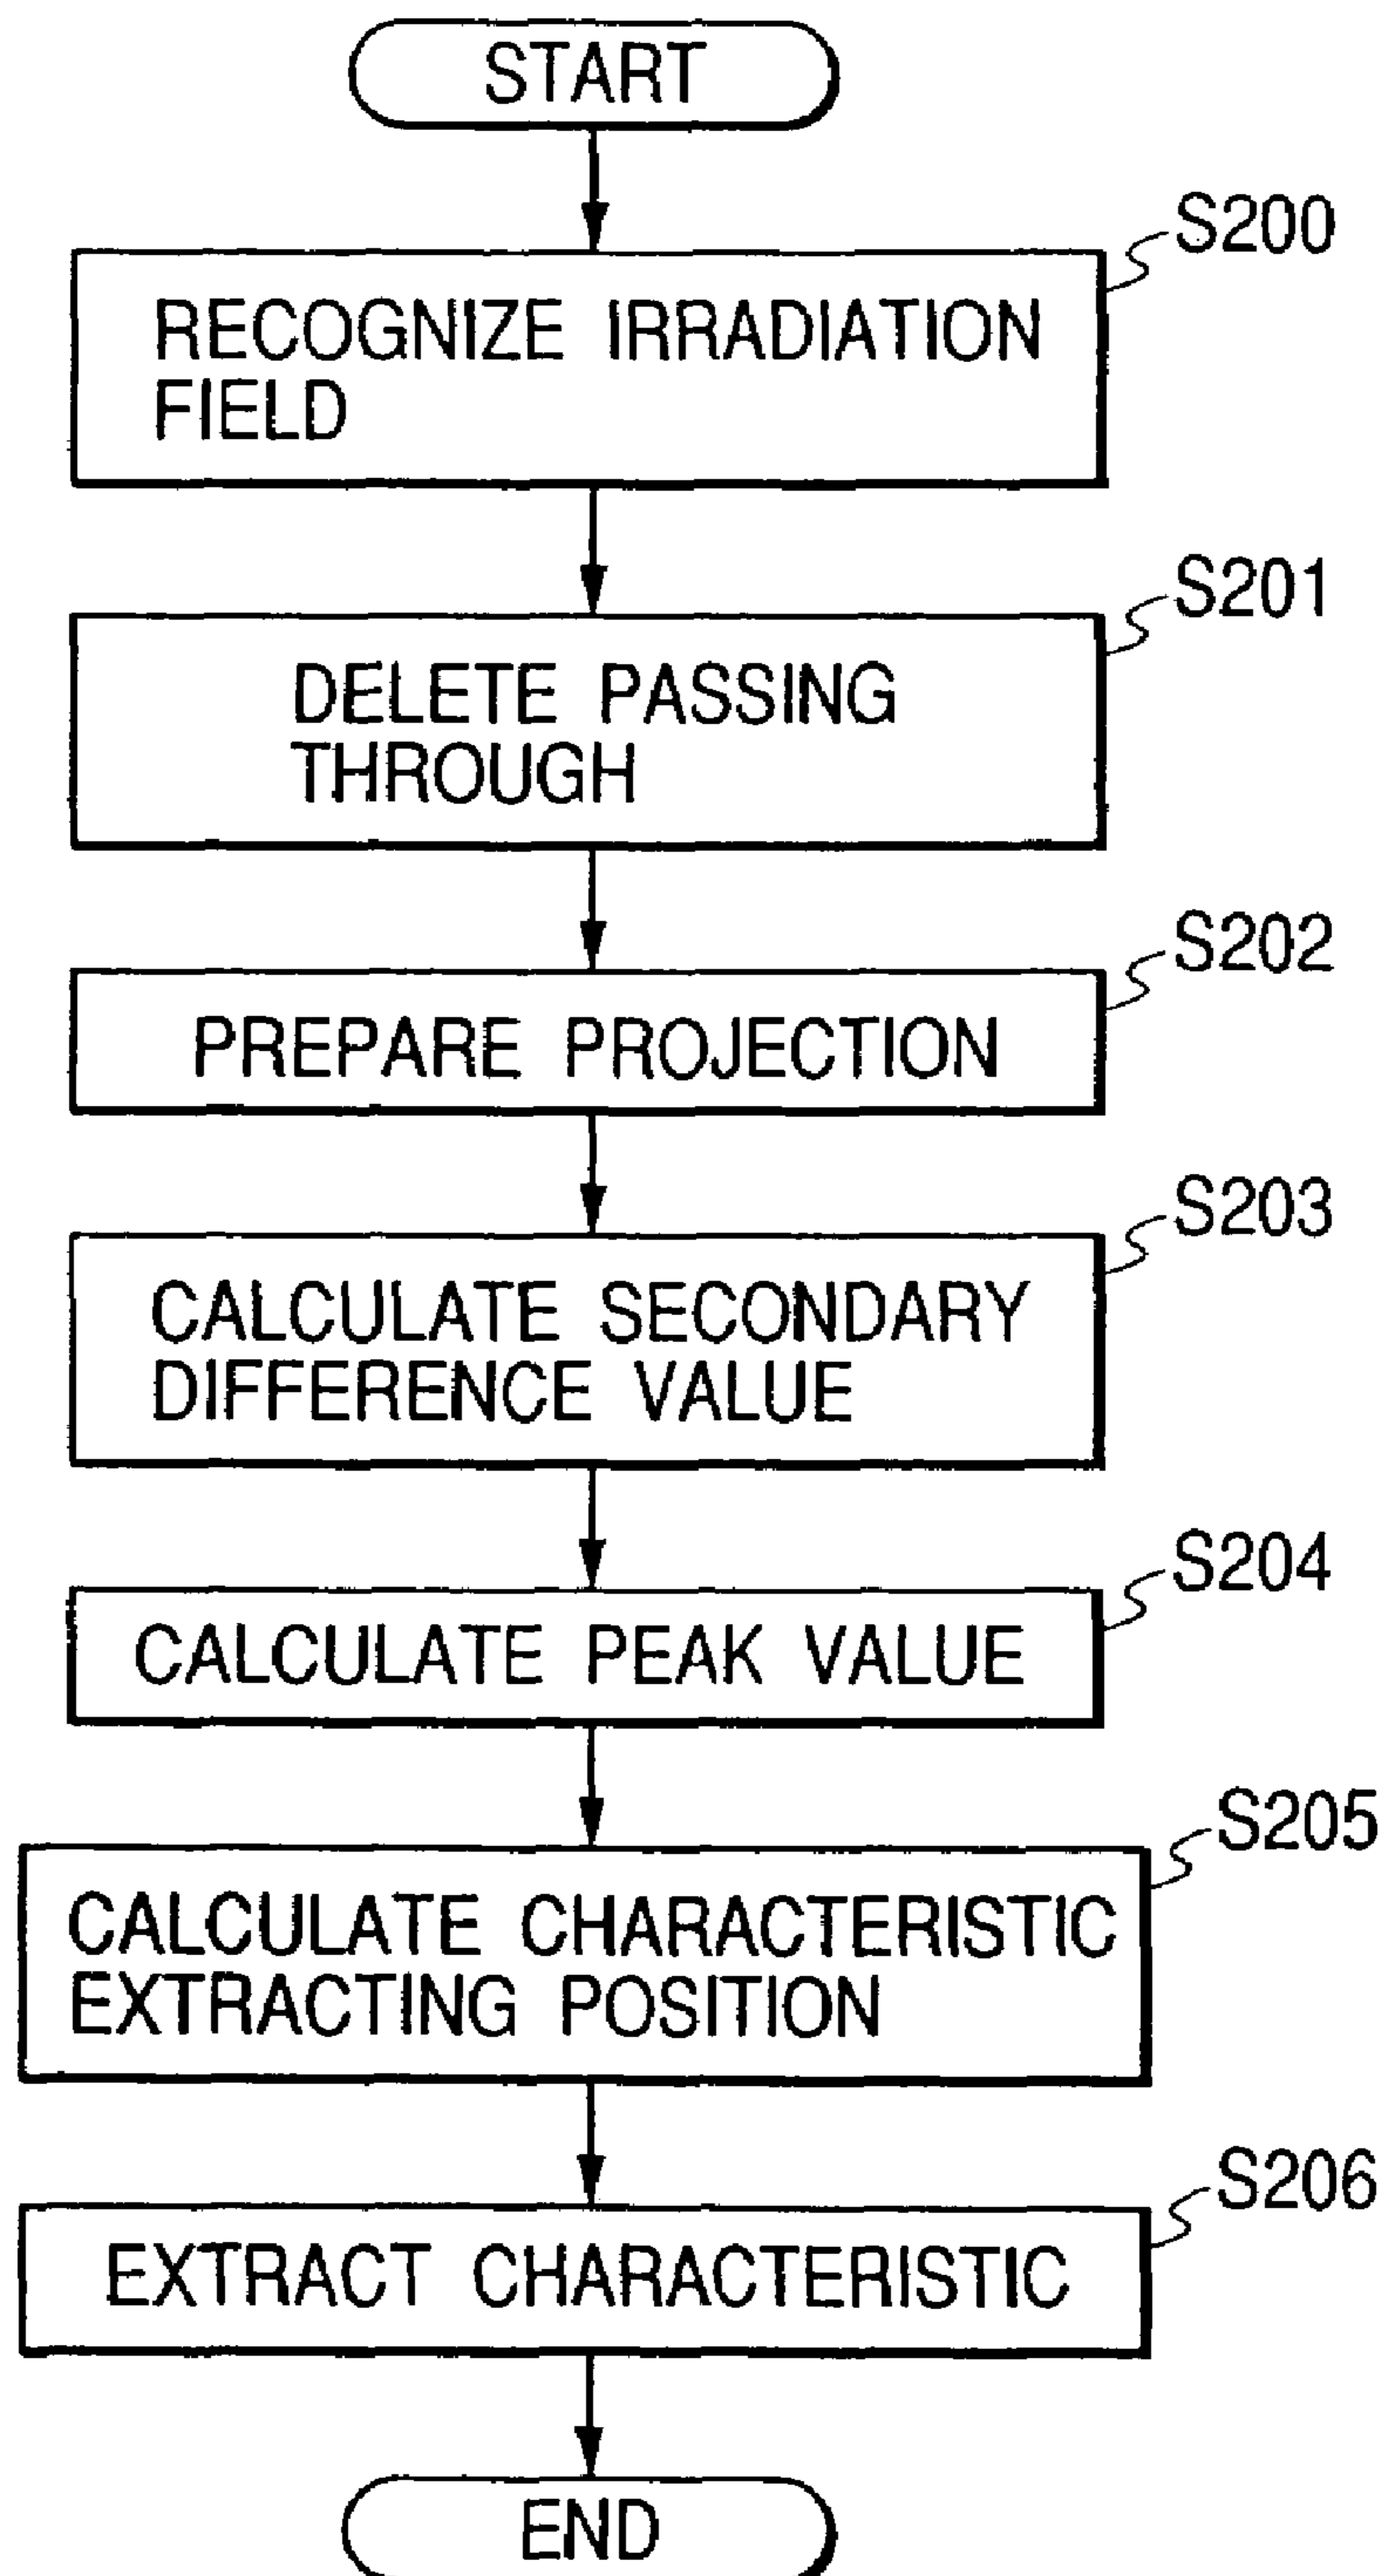 START
S200
RECOGNIZE IRRADIATION
FIELD
S201
DELETE PASSING
THROUGH
S202
PREPARE PROJECTION
S203
CALCULATE SECONDARY
DIFFERENCE VALUE
S204
CALCULATE PEAK VALUE
S205
CALCULATE CHARACTERISTIC
EXTRACTING POSITION
S206
EXTRACT CHARACTERISTIC
END